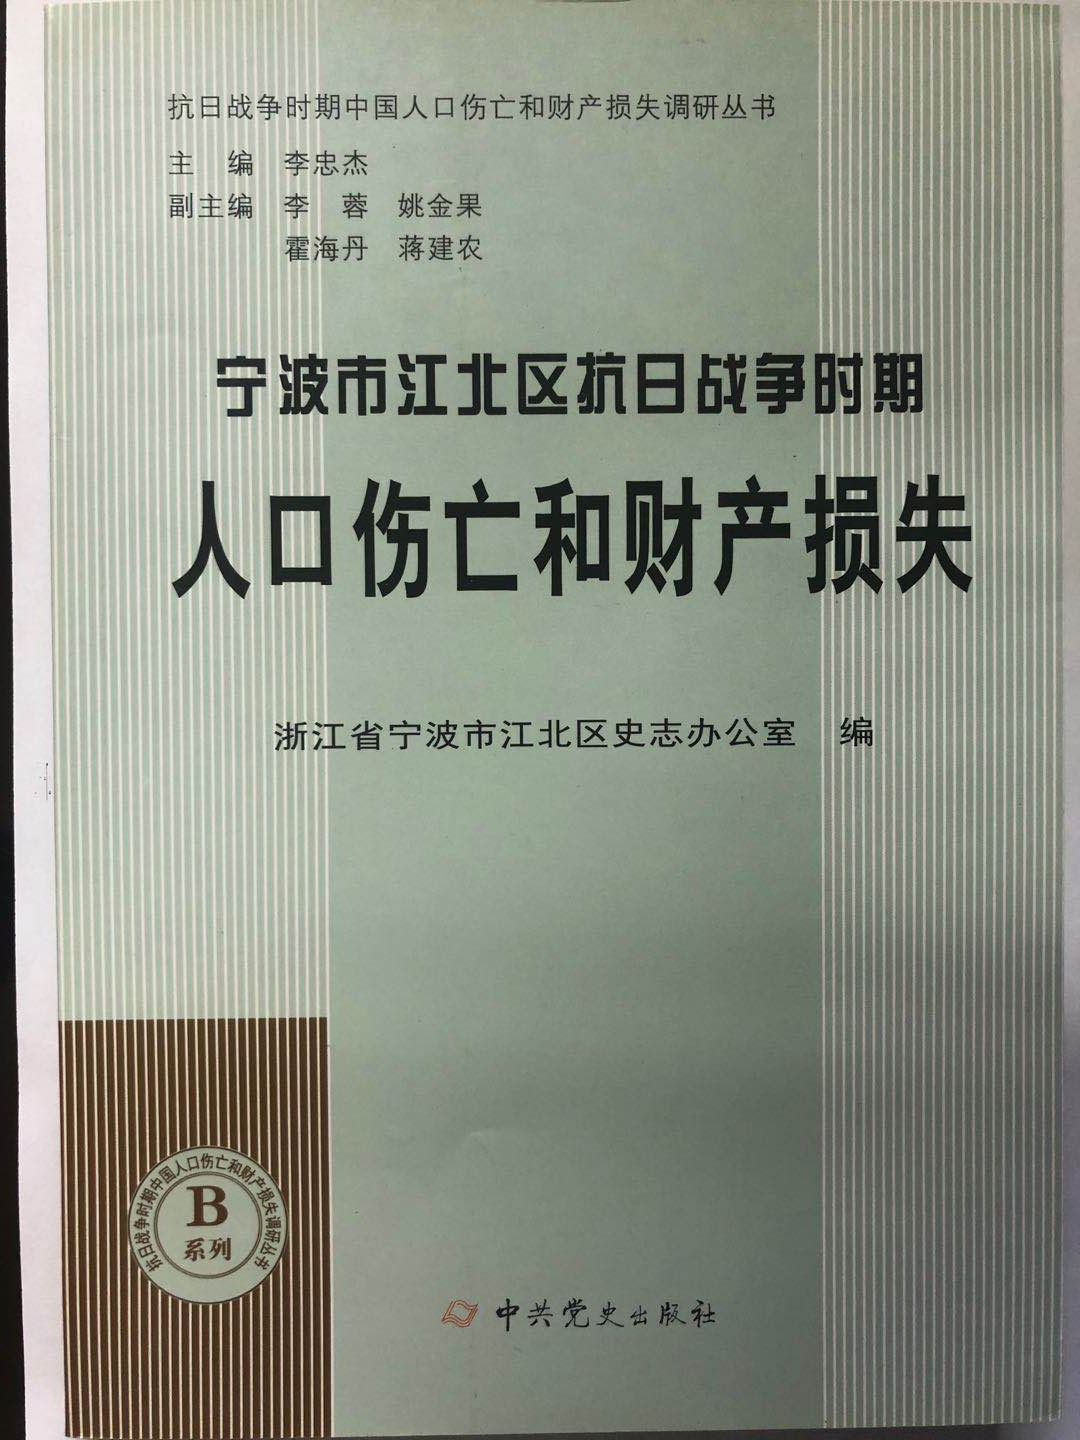 抗日战争时期中国人口伤亡和财产损失调研丛书
主　编　李忠杰
副主编　李　蓉　姚金果
霍海丹　蒋建农
宁波市江北区抗日战争时期
人口伤亡和财产损失
浙江省宁波市江北区史志办公室　编
抗日战争时期中国人口伤亡和财产损失调研丛书
B
系列
中共党史出版社